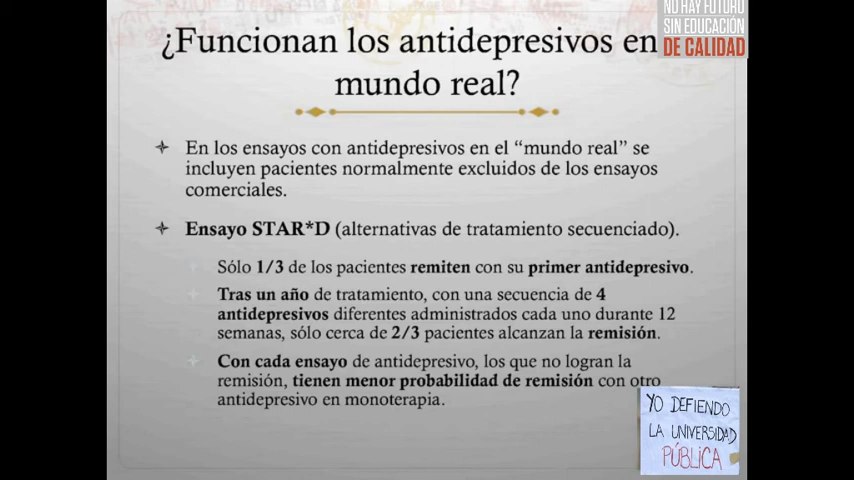 NO HAY FUTURO
SIN EDUCACIÓN
DE CALIDAD
¿Funcionan los antidepresivos en
mundo real?
En los ensayos con antidepresivos en el “mundo real” se
incluyen pacientes normalmente excluidos de los ensayos
comerciales.
Ensayo STAR*D (alternativas de tratamiento secuenciado).
Sólo 1/3 de los pacientes remiten con su primer antidepresivo.
Tras un año de tratamiento, con una secuencia de 4
antidepresivos diferentes administrados cada uno durante 12
semanas, sólo cerca de 2/3 pacientes alcanzan la remisión.
Con cada ensayo de antidepresivo, los que no logran la
remisión, tienen menor probabilidad de remisión con otro
antidepresivo en monoterapia.
YO DEFIENDO
LA UNIVERSIDAD
PÚBLICA